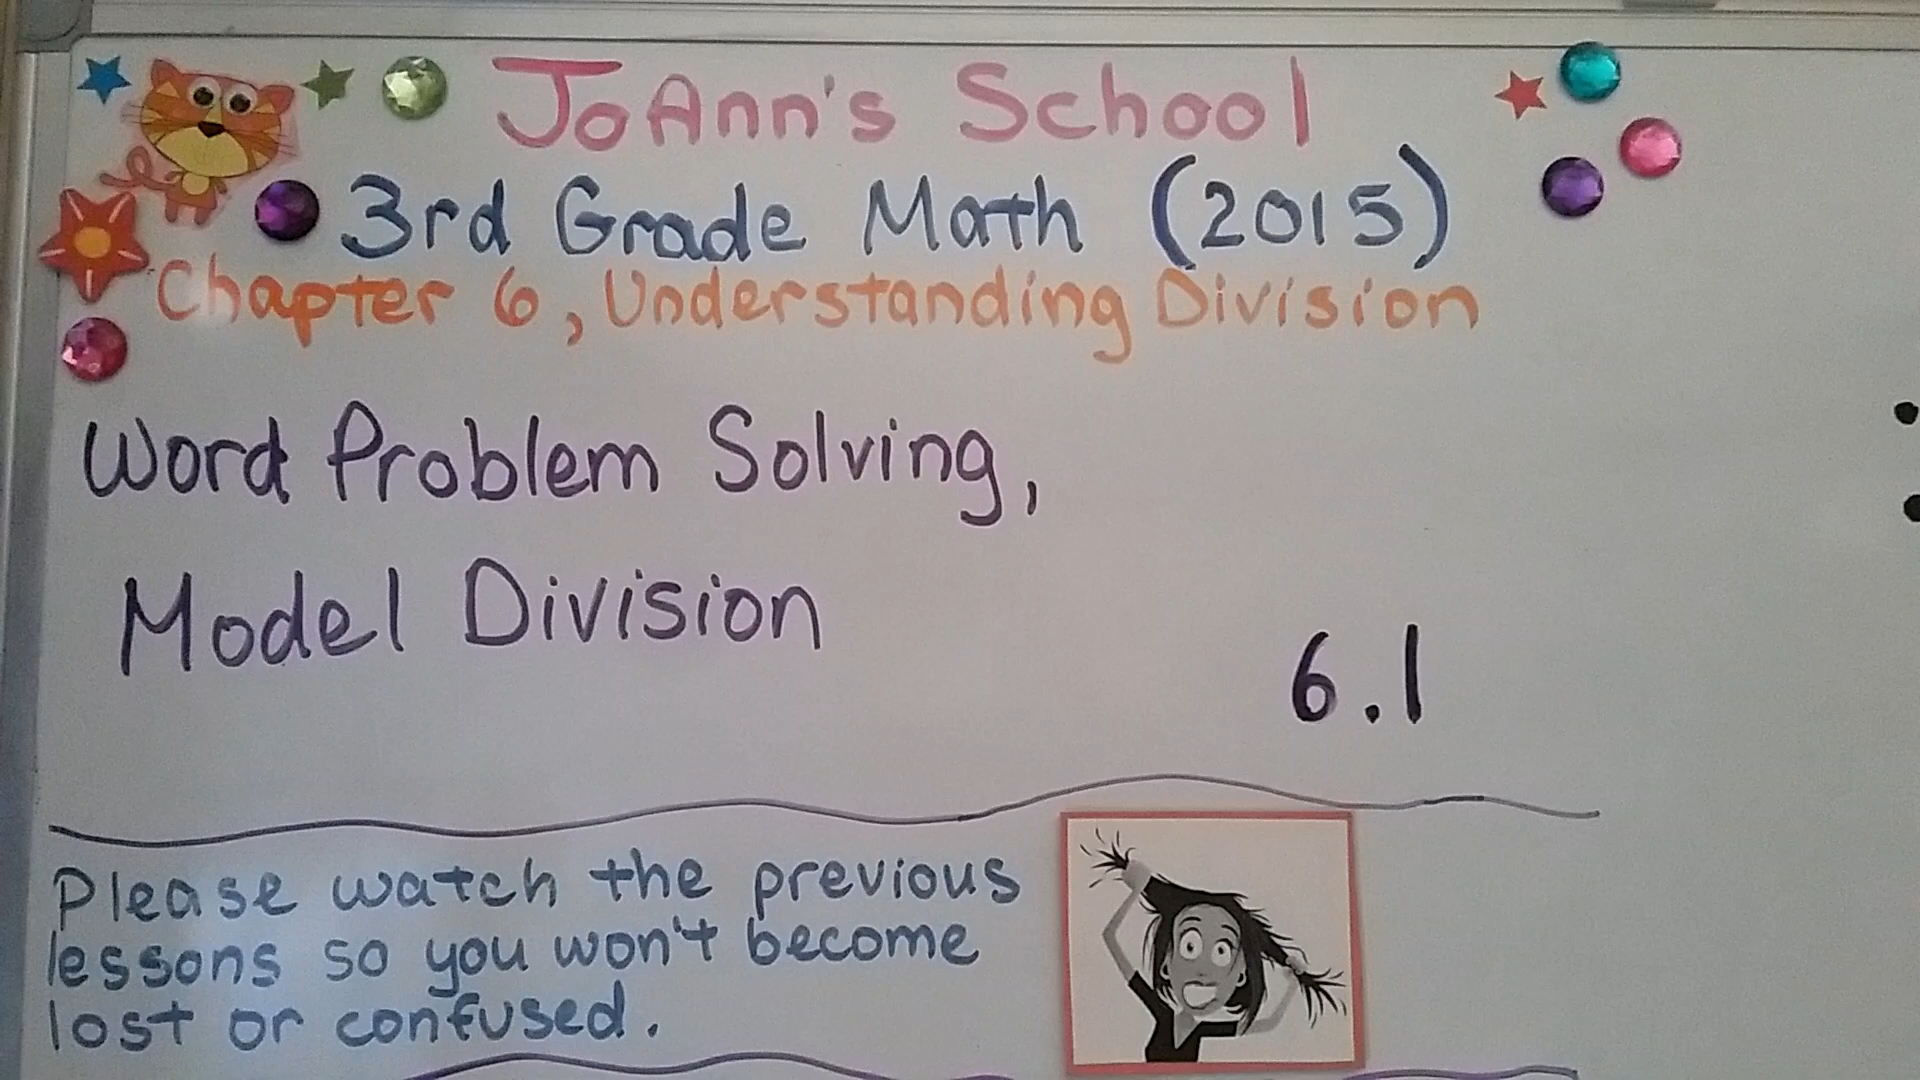 JoAnn's School
3rd Grade Math (2015)
Chapter 6, Understanding Division
Word Problem Solving,
Model Division
6.1
Please watch the previous
lessons so you won't become
lost or confused.